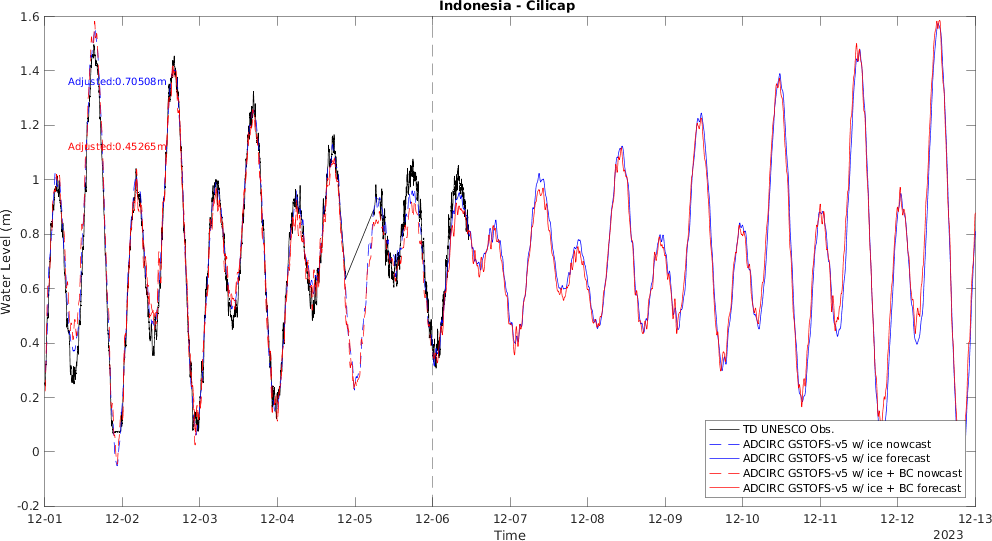 Indonesia - Cilicap
1.6
1.4
1.2
1
0.8
0.6
0.4
0.2
0
-0.2
Water Level (m)
Adjusted:0.70508m
Adjusted:0.45265m
TD UNESCO Obs.
ADCIRC GSTOFS-v5 w/ ice nowcast
ADCIRC GSTOFS-v5 w/ ice forecast
ADCIRC GSTOFS-v5 w/ ice + BC nowcast
ADCIRC GSTOFS-v5 w/ ice + BC forecast
12-01 12-02 12-03 12-04 12-05 12-06 12-07 12-08 12-09 12-10 12-11 12-12 12-13
Time
2023